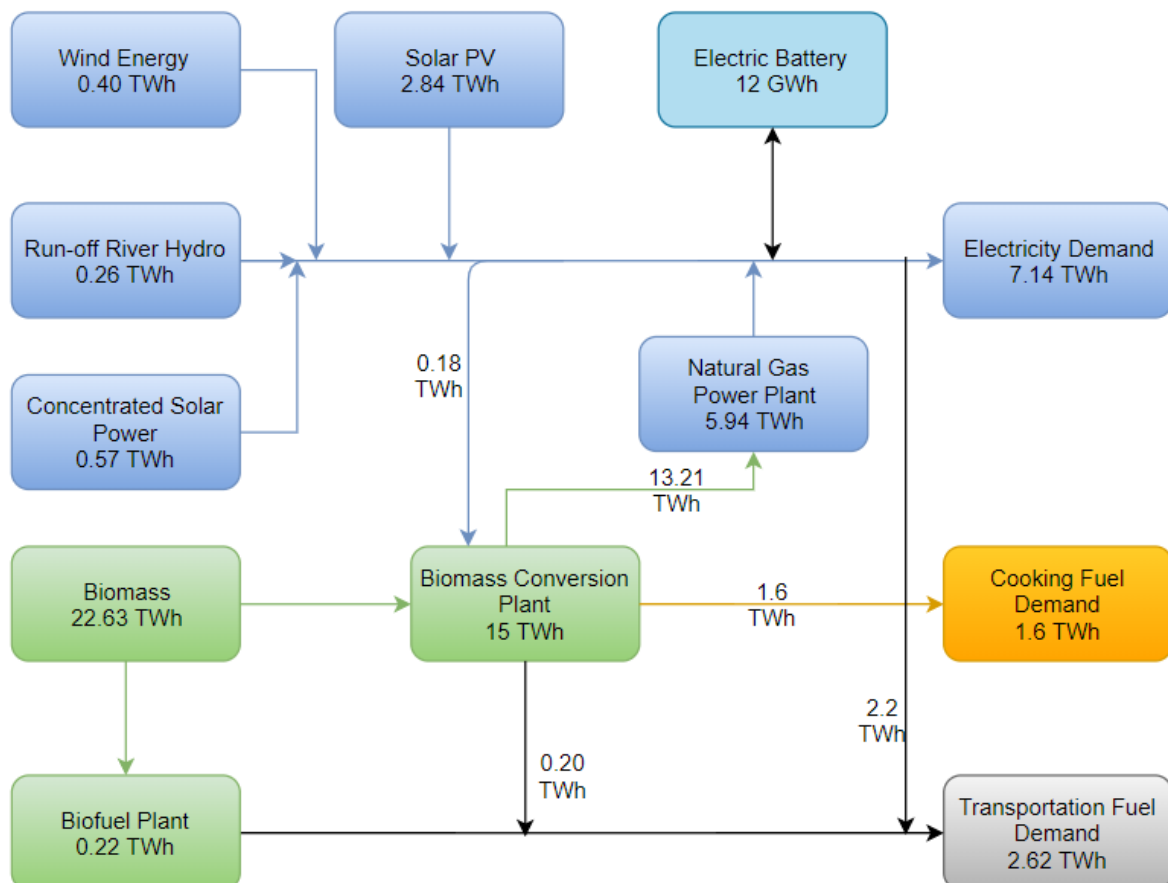 Wind Energy
0.40 TWh
Solar PV
2.84 TWh
Electric Battery
12 GWh
Run-off River Hydro
0.26 TWh
Electricity Demand
7.14 TWh
0.18
TWh
Natural Gas
Power Plant
5.94 TWh
Concentrated Solar
Power
0.57 TWh
13.21
TWh
Biomass
22.63 TWh
Biomass Conversion
Plant
15 TWh
1.6
TWh
Cooking Fuel
Demand
1.6 TWh
2.2
TWh
0.20
TWh
Biofuel Plant
0.22 TWh
Transportation Fuel
Demand
2.62 TWh